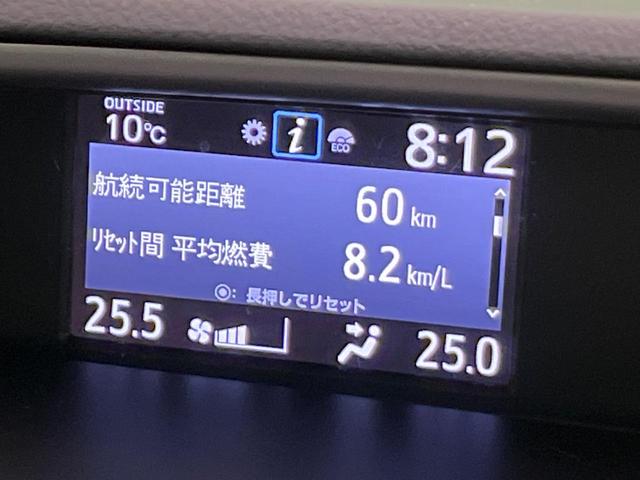 OUTSIDE
10℃ i ECO 8:12
航続可能距離 60 km
リセット間 平均燃費 8.2 km/L
◉: 長押しでリセット
25.5 25.0